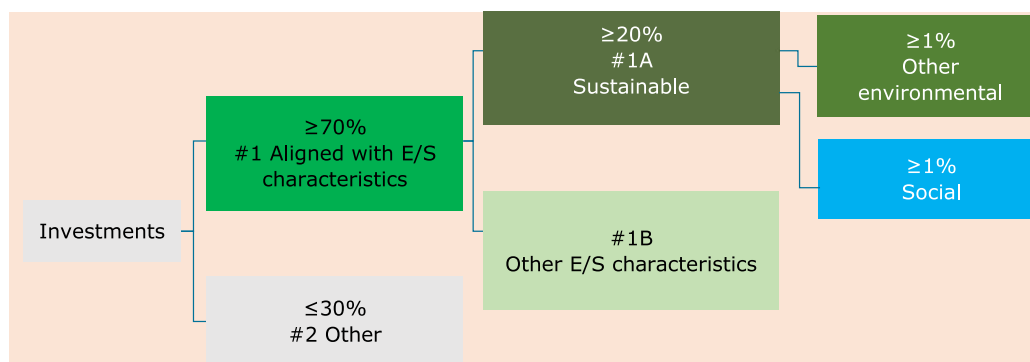 Investments
≥70%
#1 Aligned with E/S
characteristics
≤30%
#2 Other
≥20%
#1A
Sustainable
#1B
Other E/S characteristics
≥1%
Other
environmental
≥1%
Social